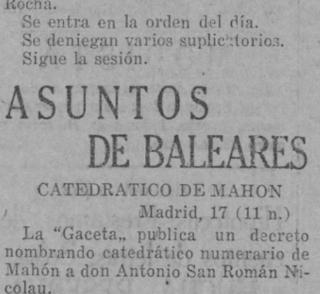 Rocha.
Se entra en la orden del día.
Se deniegan varios suplicatorios.
Sigue la sesión.
ASUNTOS
DE BALEARES
CATEDRATICO DE MAHON
Madrid, 17 (11 n.)
La "Gaceta„ publica un decreto
nombrando catedrático numerario de
Mahón a don Antonio San Román Ni-
colau.